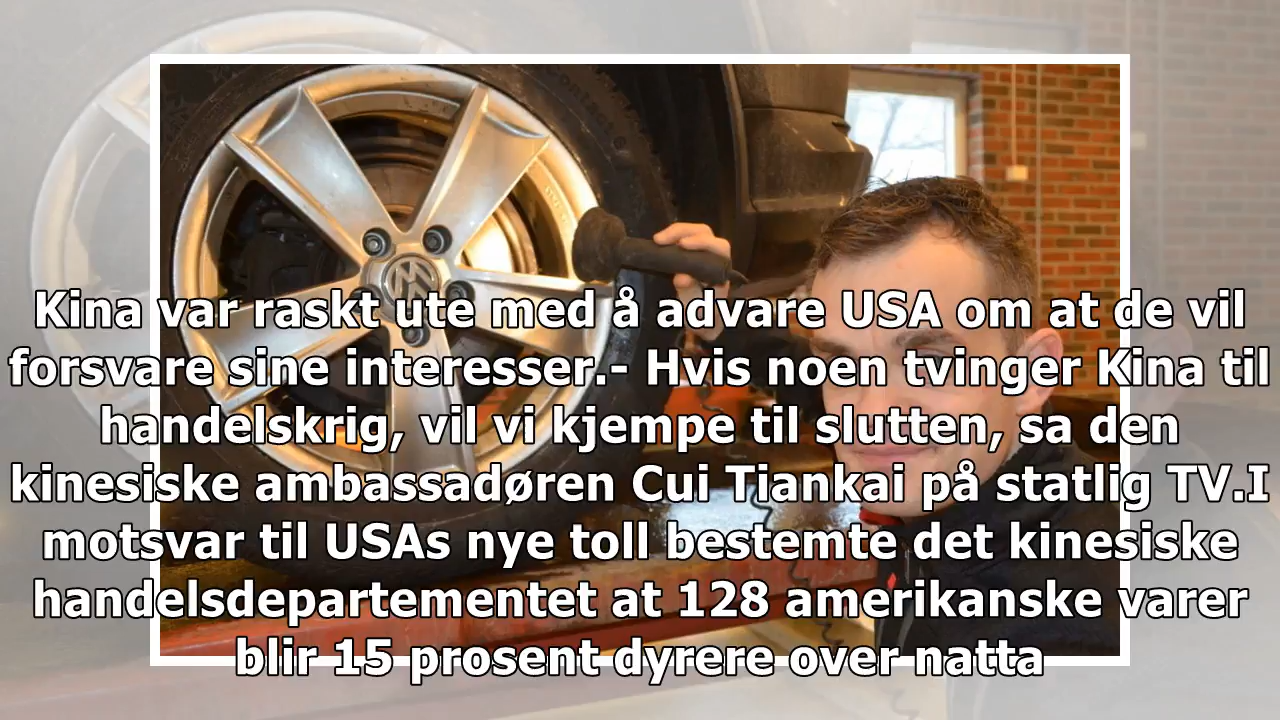 Kina var raskt ute med å advare USA om at de vil
forsvare sine interesser.- Hvis noen tvinger Kina til
handelskrig, vil vi kjempe til slutten, sa den
kinesiske ambassadøren Cui Tiankai på statlig TV.I
motsvar til USAs nye toll bestemte det kinesiske
handelsdepartementet at 128 amerikanske varer
blir 15 prosent dyrere over natta